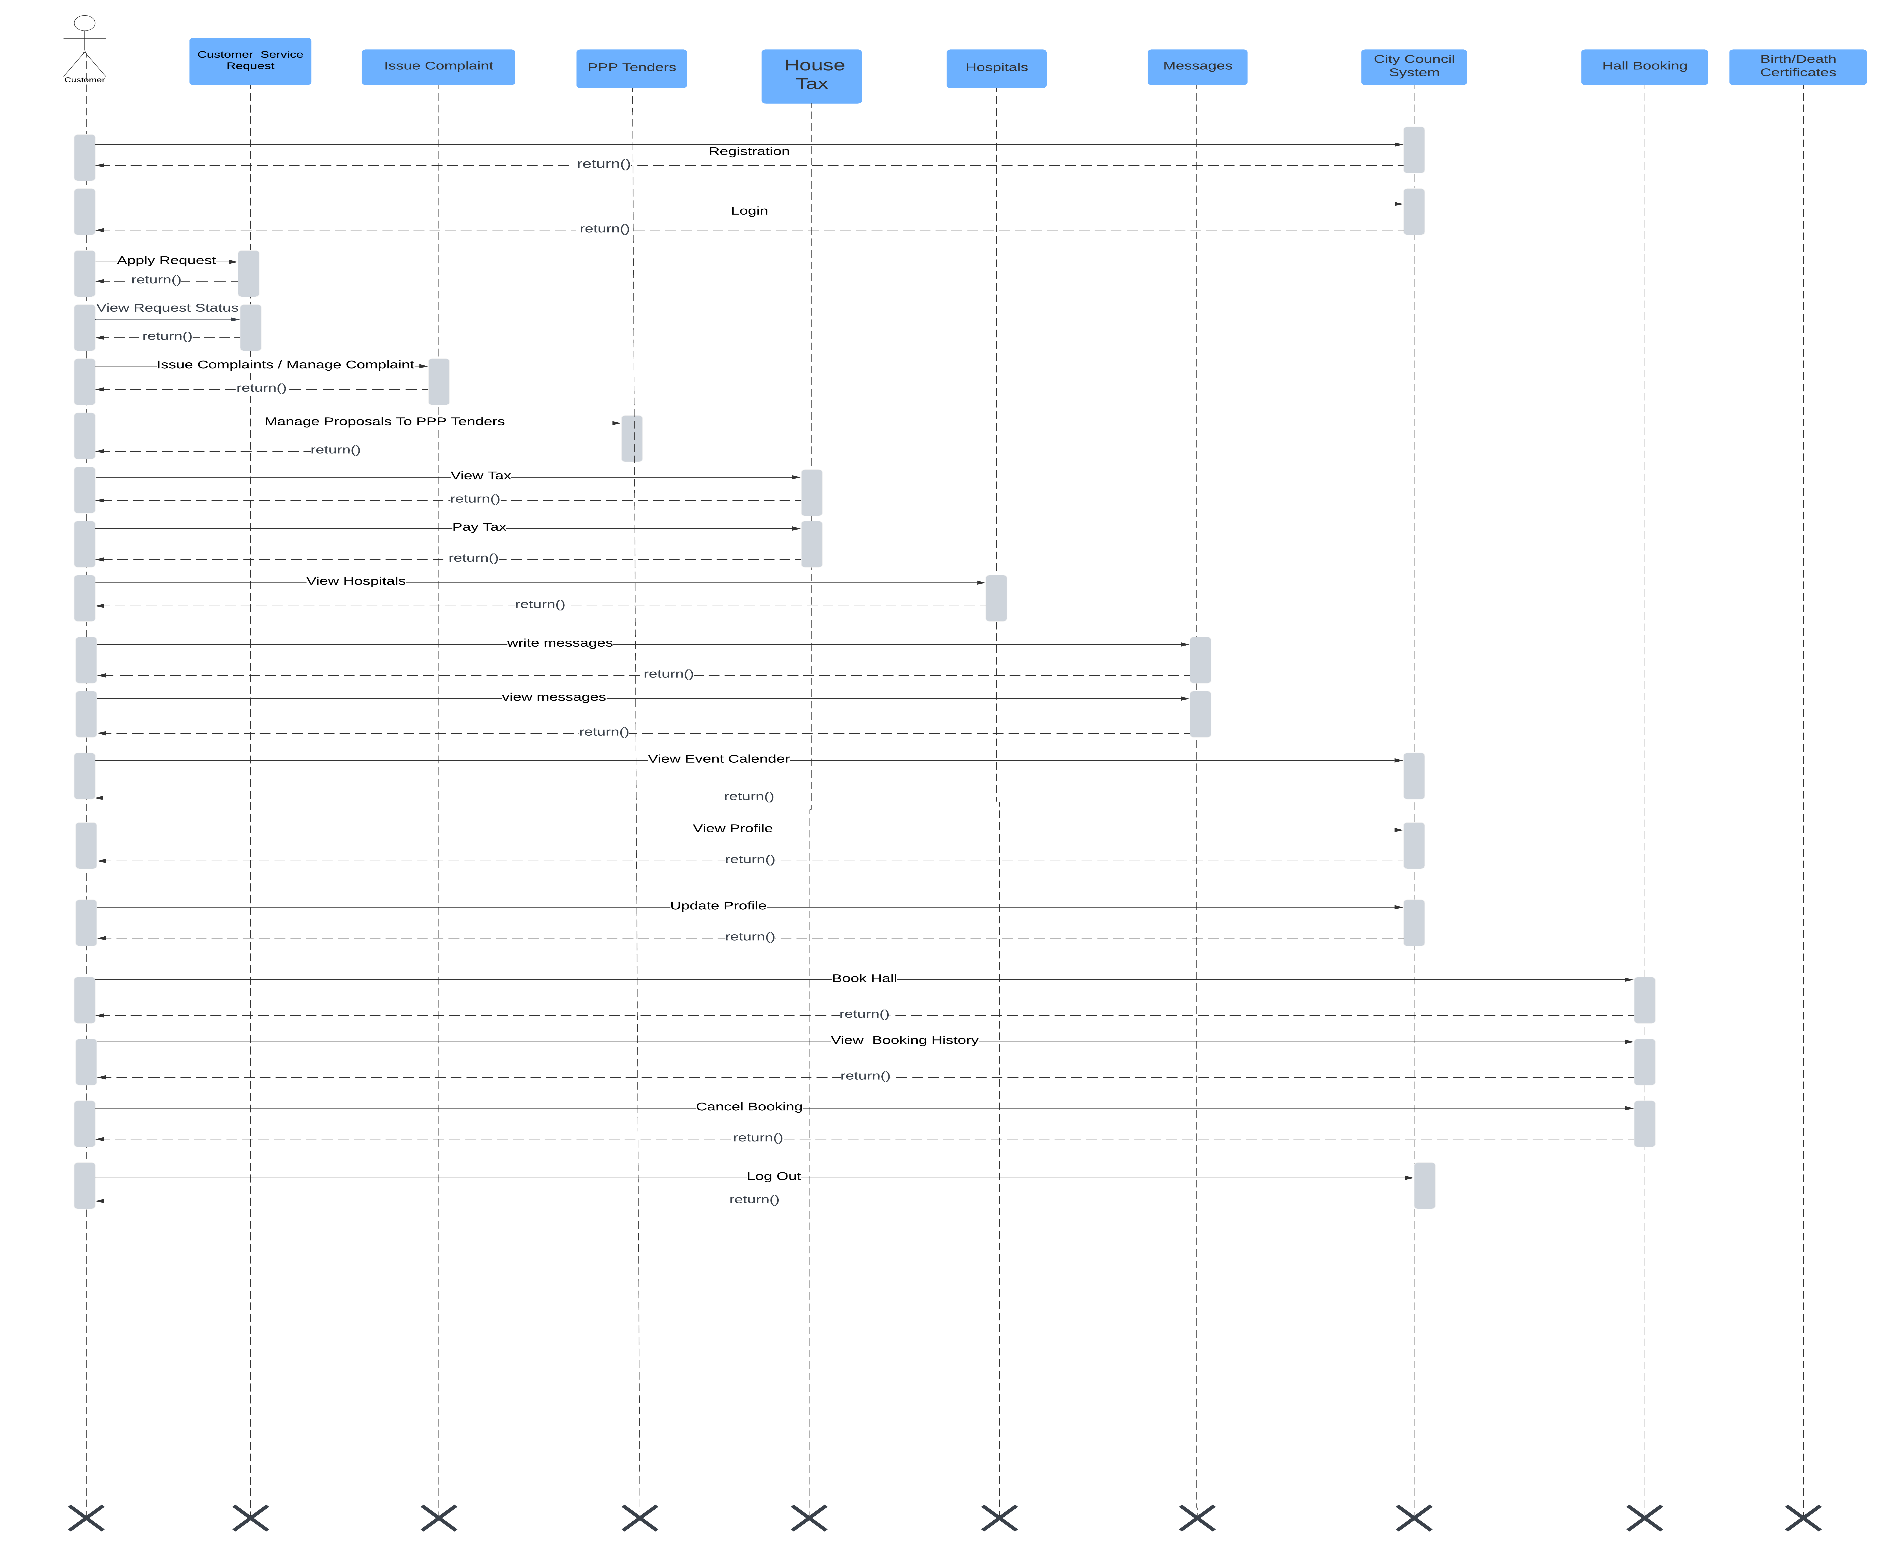 Customer
Customer Service
Request
Issue Complaint
PPP Tenders
House
Tax
Hospitals
Messages
City Council
System
Hall Booking
Birth/Death
Certificates
Registration
return()
Login
return()
Apply Request
return()
View Request Status
return()
Issue Complaints / Manage Complaint
return()
Manage Proposals To PPP Tenders
return()
View Tax
return()
Pay Tax
return()
View Hospitals
return()
write messages
return()
view messages
return()
View Event Calender
return()
View Profile
return()
Update Profile
return()
Book Hall
return()
View  Booking History
return()
Cancel Booking
return()
Log Out
return()